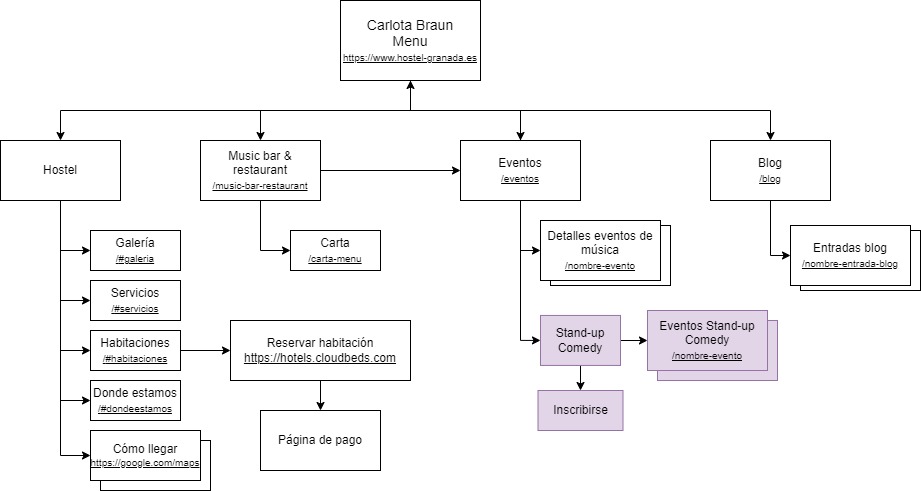 Carlota Braun
Menu
https://www.hostel-granada.es
Hostel
Music bar &
restaurant
/music-bar-restaurant
Eventos
/eventos
Blog
/blog
Galería
/#galeria
Servicios
/#servicios
Habitaciones
/#habitaciones
Donde estamos
/#dondeestamos
Cómo llegar
https://google.com/maps
Reservar habitación
https://hotels.cloudbeds.com
Página de pago
Carta
/carta-menu
Detalles eventos de
música
/nombre-evento
Stand-up
Comedy
Eventos Stand-up
Comedy
/nombre-evento
Inscribirse
Entradas blog
/nombre-entrada-blog